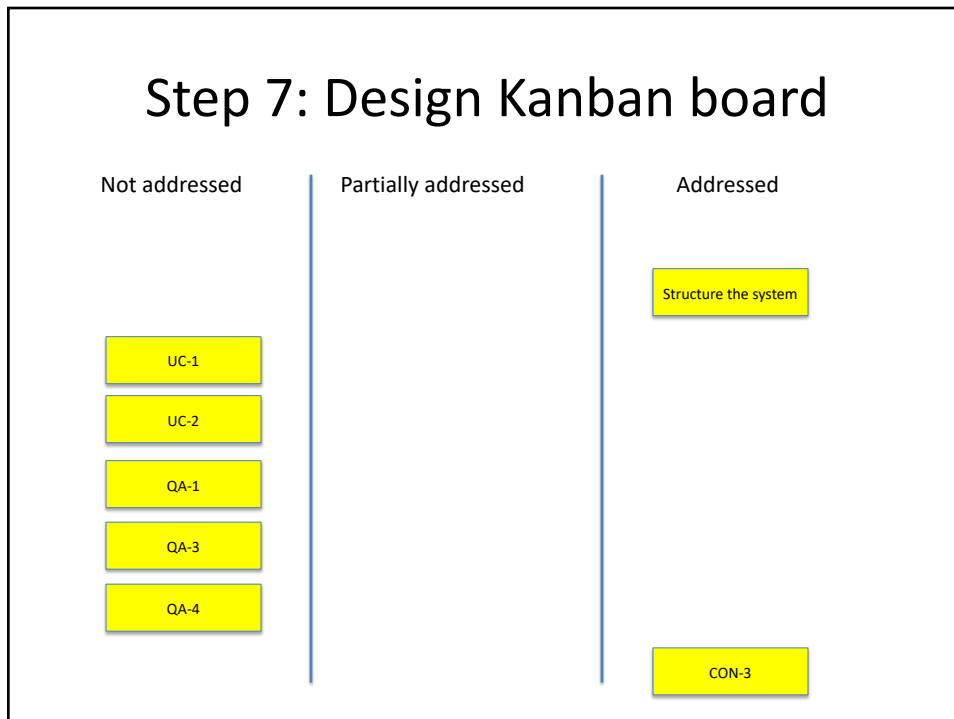 Step 7: Design Kanban board
Not addressed
Partially addressed
Addressed
Structure the system
UC-1
UC-2
QA-1
QA-3
QA-4
CON-3